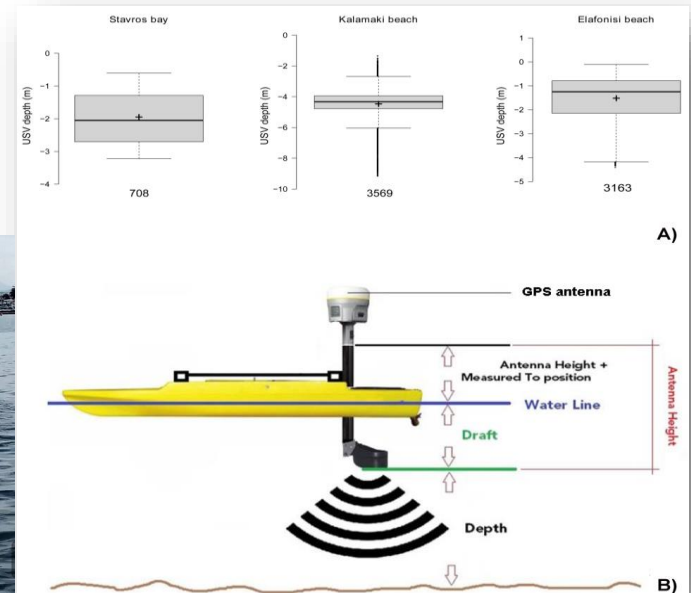 Stavros bay
Kalamaki beach
Elafonisi beach
USV depth (m)
0
−1
−2
−3
−4
708
USV depth (m)
0
−2
−4
−6
−8
−10
3569
USV depth (m)
1
0
−1
−2
−3
−4
−5
3163
A)
GPS antenna
Antenna Height +
Measured To position
Antenna Height
Water Line
Draft
Depth
B)